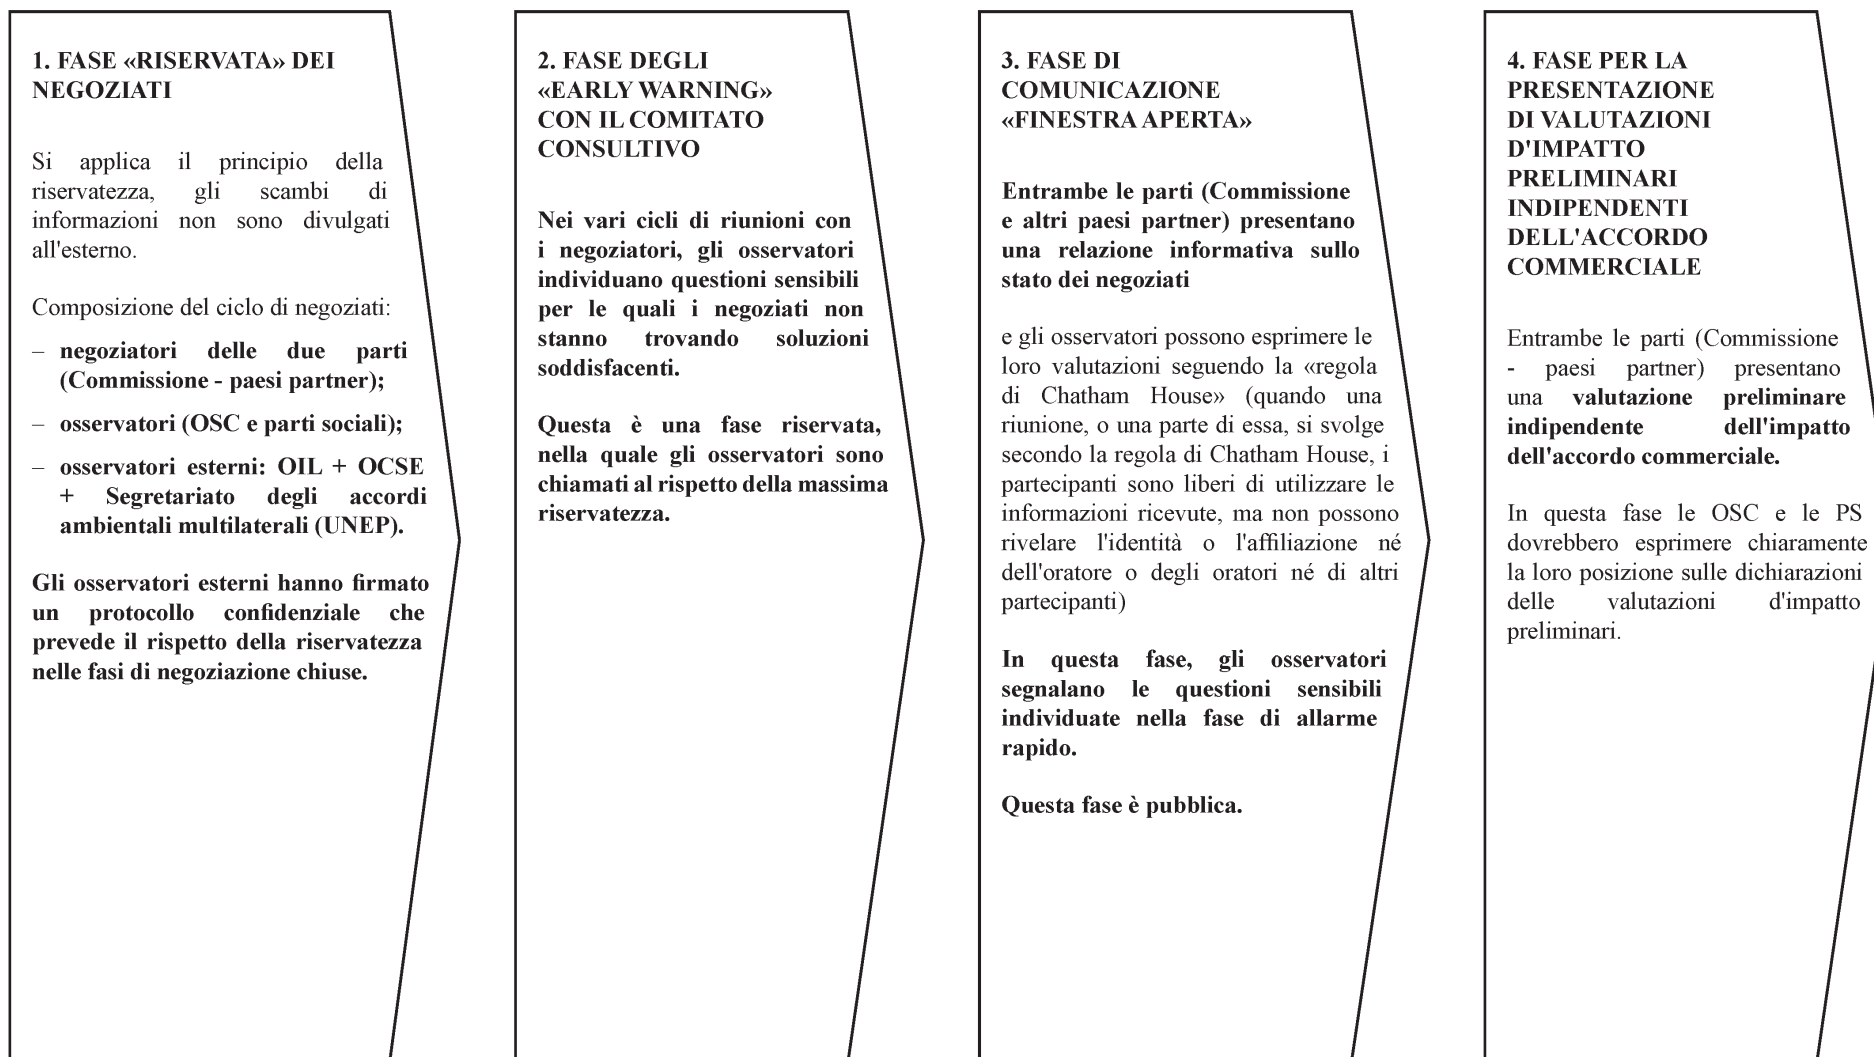 1. FASE «RISERVATA» DEI
NEGOZIATI
Si applica il principio della
riservatezza, gli scambi di
informazioni non sono divulgati
all'esterno.
Composizione del ciclo di negoziati:
– negoziatori delle due parti
(Commissione - paesi partner);
– osservatori (OSC e parti sociali);
– osservatori esterni: OIL + OCSE
+ Segretariato degli accordi
ambientali multilaterali (UNEP).
Gli osservatori esterni hanno firmato
un protocollo confidenziale che
prevede il rispetto della riservatezza
nelle fasi di negoziazione chiuse.
2. FASE DEGLI
«EARLY WARNING»
CON IL COMITATO
CONSULTIVO
Nei vari cicli di riunioni con
i negoziatori, gli osservatori
individuano questioni sensibili
per le quali i negoziati non
stanno trovando soluzioni
soddisfacenti.
Questa è una fase riservata,
nella quale gli osservatori sono
chiamati al rispetto della massima
riservatezza.
3. FASE DI
COMUNICAZIONE
«FINESTRA APERTA»
Entrambe le parti (Commissione
e altri paesi partner) presentano
una relazione informativa sullo
stato dei negoziati
e gli osservatori possono esprimere le
loro valutazioni seguendo la «regola
di Chatham House» (quando una
riunione, o una parte di essa, si svolge
secondo la regola di Chatham House, i
partecipanti sono liberi di utilizzare le
informazioni ricevute, ma non possono
rivelare l'identità o l'affiliazione né
dell'oratore o degli oratori né di altri
partecipanti)
In questa fase, gli osservatori
segnalano le questioni sensibili
individuate nella fase di allarme
rapido.
Questa fase è pubblica.
4. FASE PER LA
PRESENTAZIONE
DI VALUTAZIONI
D'IMPATTO
PRELIMINARI
INDIPENDENTI
DELL'ACCORDO
COMMERCIALE
Entrambe le parti (Commissione
- paesi partner) presentano
una valutazione preliminare
indipendente dell'impatto
dell'accordo commerciale.
In questa fase le OSC e le PS
dovrebbero esprimere chiaramente
la loro posizione sulle dichiarazioni
delle valutazioni d'impatto
preliminari.